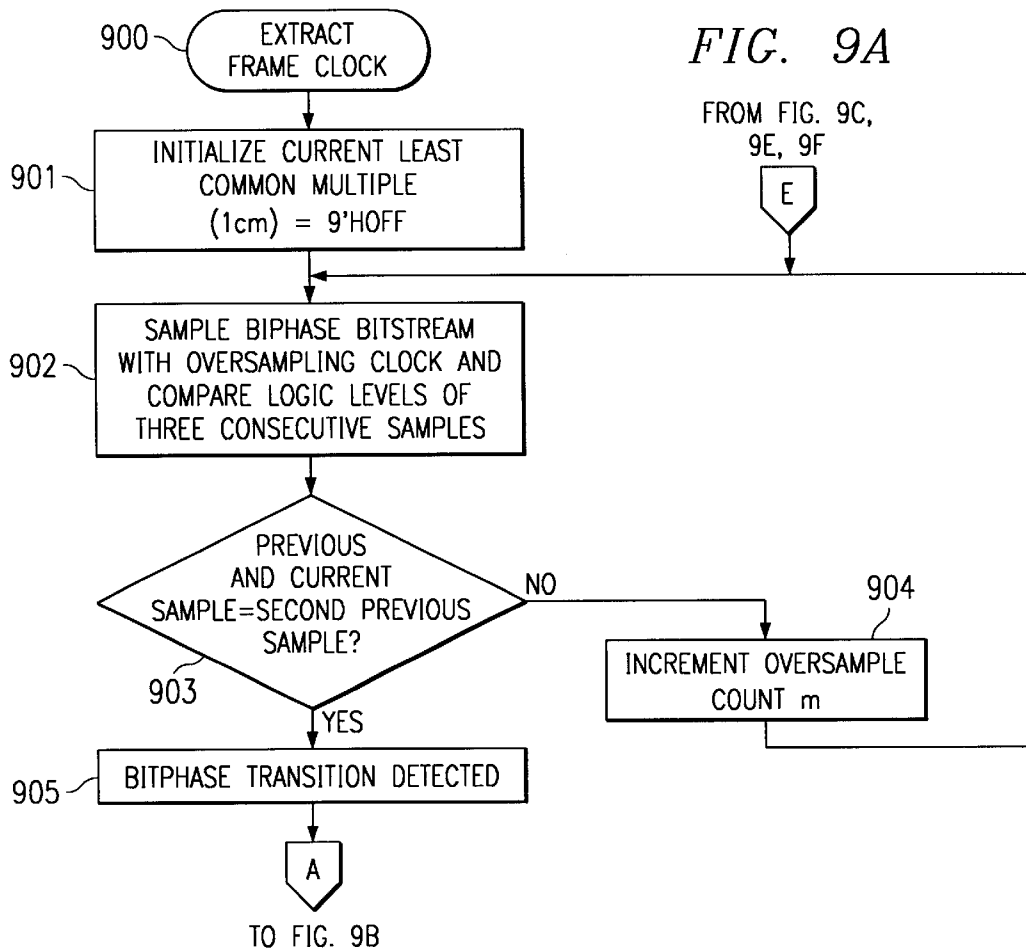 FIG. 9A
900
EXTRACT
FRAME CLOCK
901
INITIALIZE CURRENT LEAST
COMMON MULTIPLE
(1cm) = 9'HOFF
FROM FIG. 9C,
9E, 9F
E
902
SAMPLE BIPHASE BITSTREAM
WITH OVERSAMPLING CLOCK AND
COMPARE LOGIC LEVELS OF
THREE CONSECUTIVE SAMPLES
PREVIOUS
AND CURRENT
SAMPLE=SECOND PREVIOUS
SAMPLE?
903
NO
904
INCREMENT OVERSAMPLE
COUNT m
YES
905
BITPHASE TRANSITION DETECTED
A
TO FIG. 9B